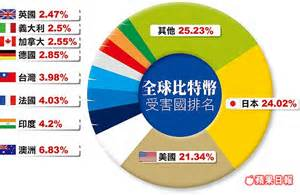 英國 2.47%
義大利 2.5%
加拿大 2.55%
德國 2.85%
台灣 3.98%
法國 4.03%
印度 4.2%
澳洲 6.83%
其他 25.23%
全球比特幣
受害國排名
日本 24.02%
美國 21.34%
蘋果日報